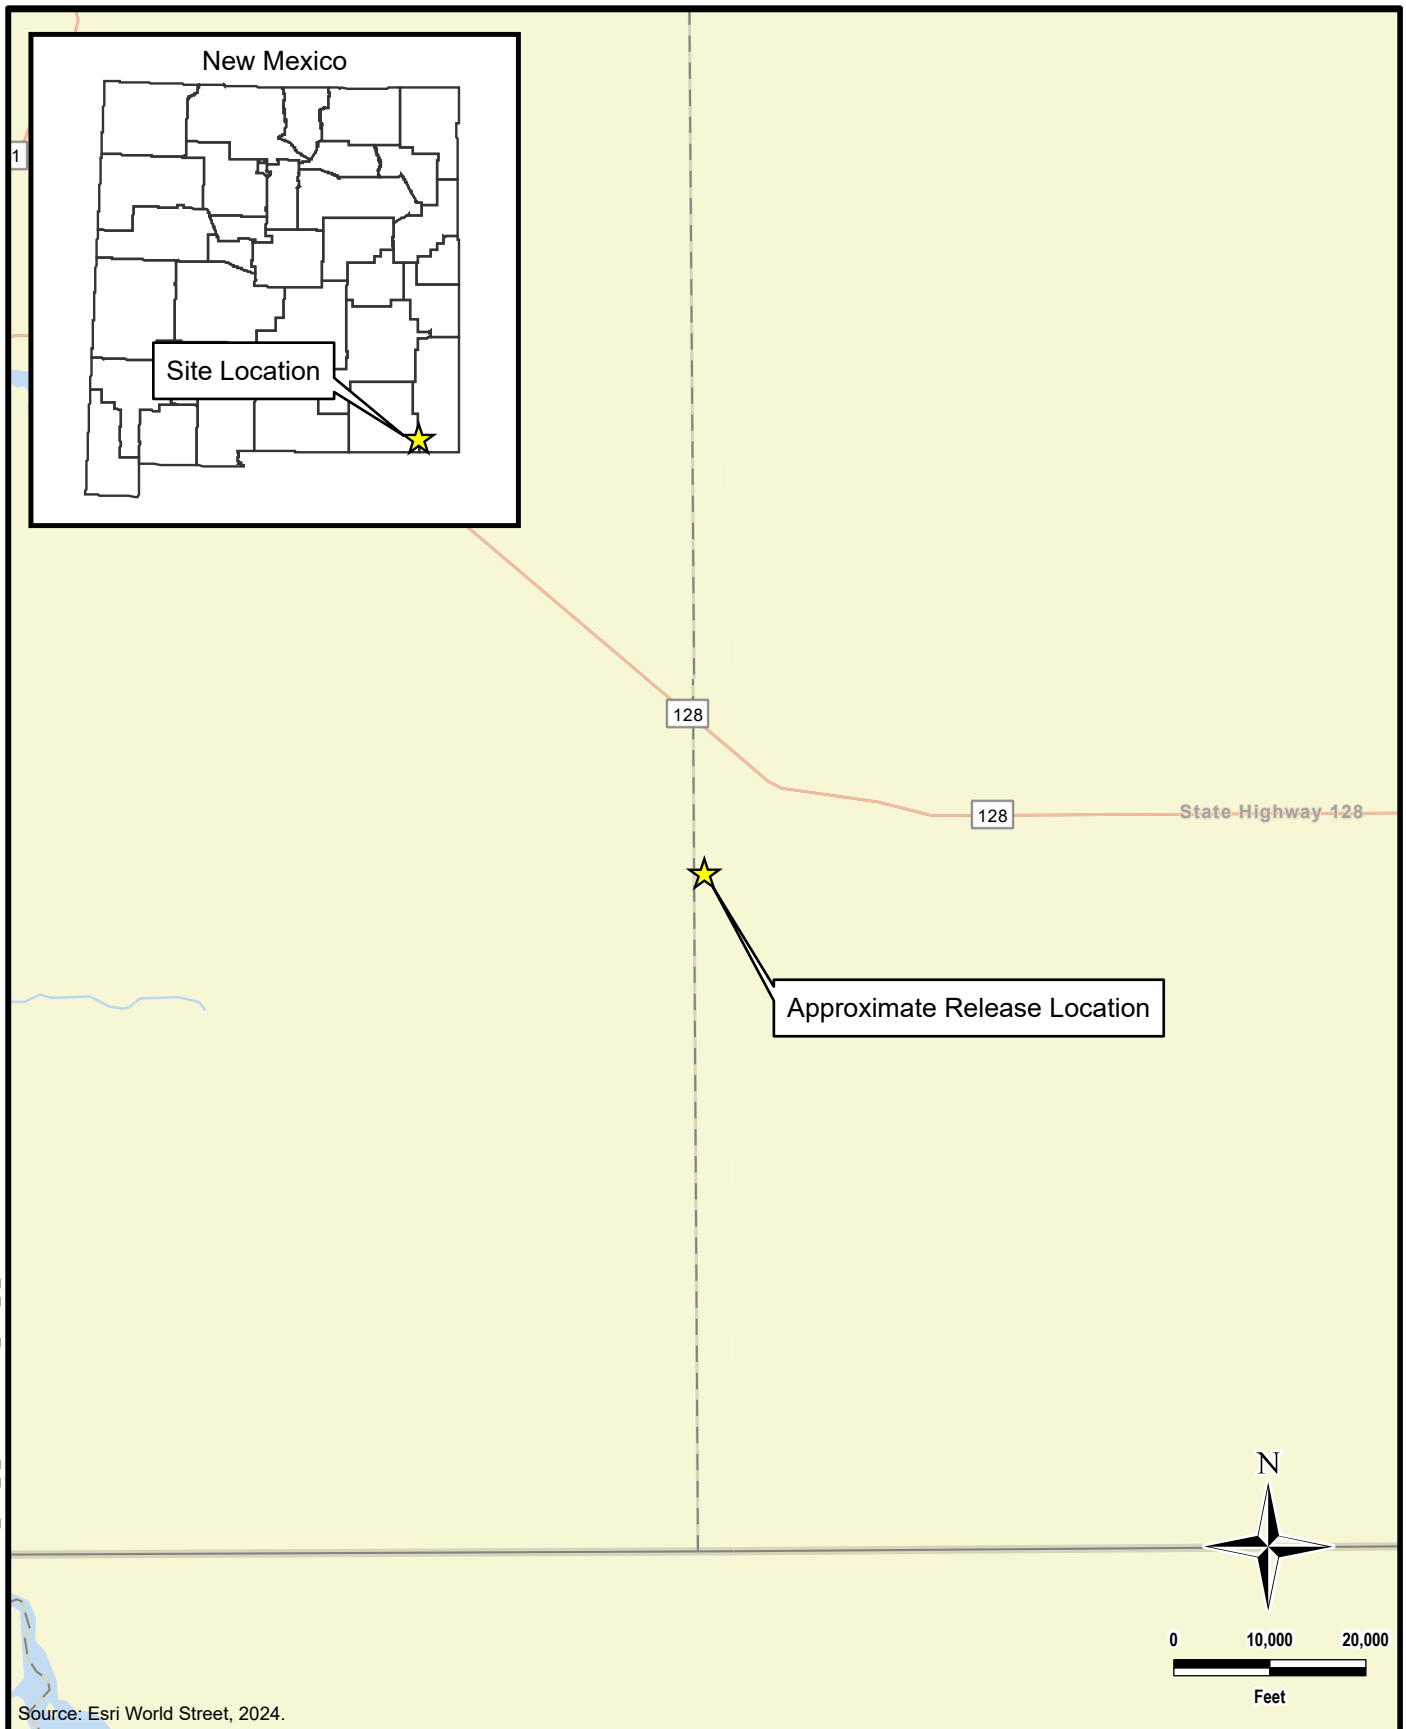 New Mexico
1
Site Location
128
128
State Highway 128
Approximate Release Location
N
0 10,000 20,000
Feet
Source: Esri World Street, 2024.